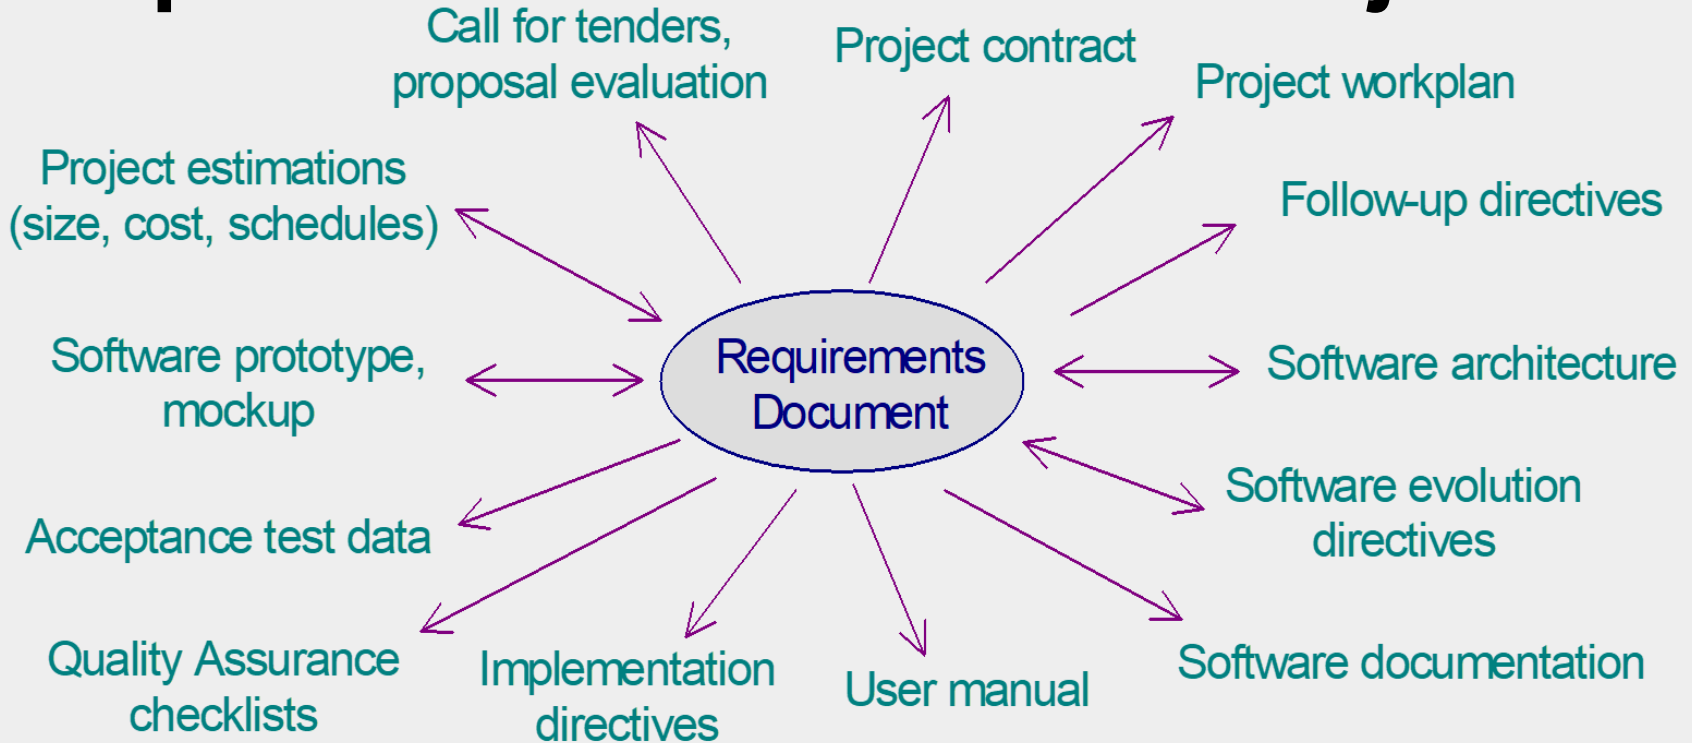 Call for tenders,
proposal evaluation
Project contract
Project workplan
Project estimations
(size, cost, schedules)
Follow-up directives
Software prototype,
mockup
Requirements
Document
Software architecture
Acceptance test data
Software evolution
directives
Quality Assurance
checklists
Implementation
directives
User manual
Software documentation